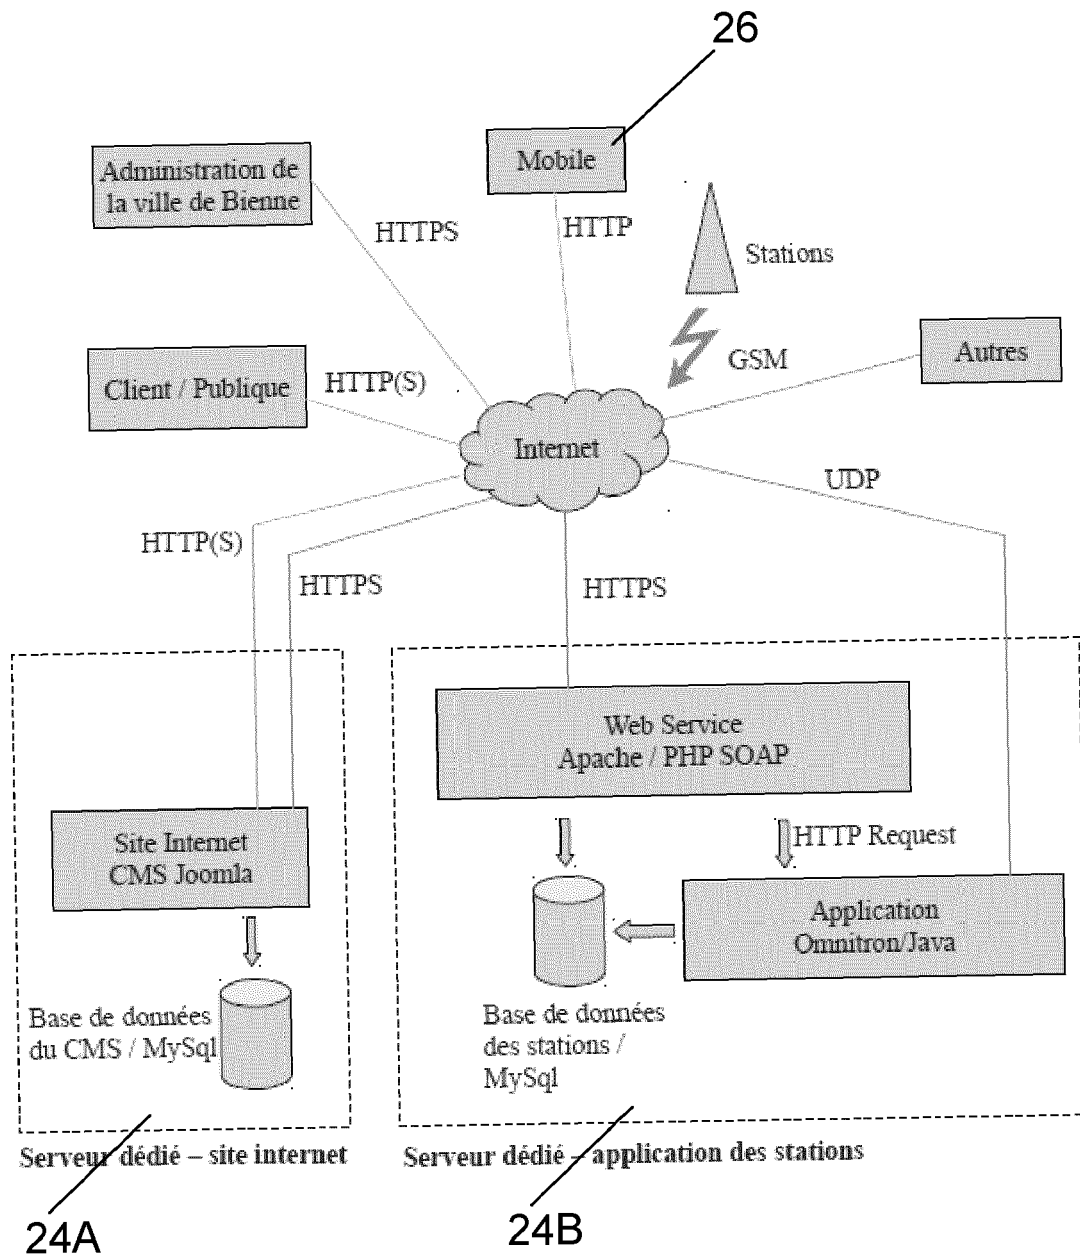 26
Administration de
la ville de Bienne
Mobile
HTTPS
HTTP
Stations
Client / Publique
HTTP(S)
GSM
Autres
Internet
UDP
HTTP(S)
HTTPS
HTTPS
Web Service
Apache / PHP SOAP
Site Internet
CMS Joomla
HTTP Request
Application
Omnitron/Java
Base de données
du CMS / MySql
Base de données
des stations /
MySql
Serveur dédié – site internet
Serveur dédié – application des stations
24A
24B